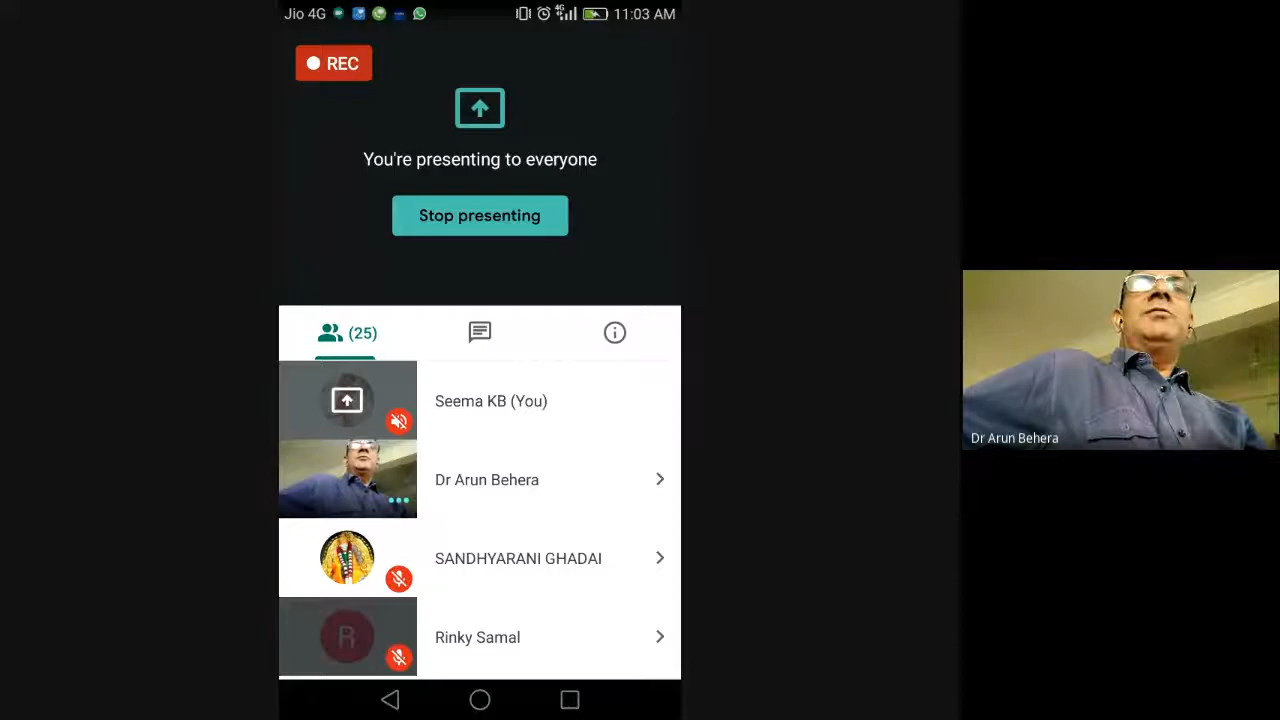 Jio 4G 4G 11:03 AM
REC
You're presenting to everyone
Stop presenting
(25)
Seema KB (You)
Dr Arun Behera
SANDHYARANI GHADAI
R
Rinky Samal
Dr Arun Behera